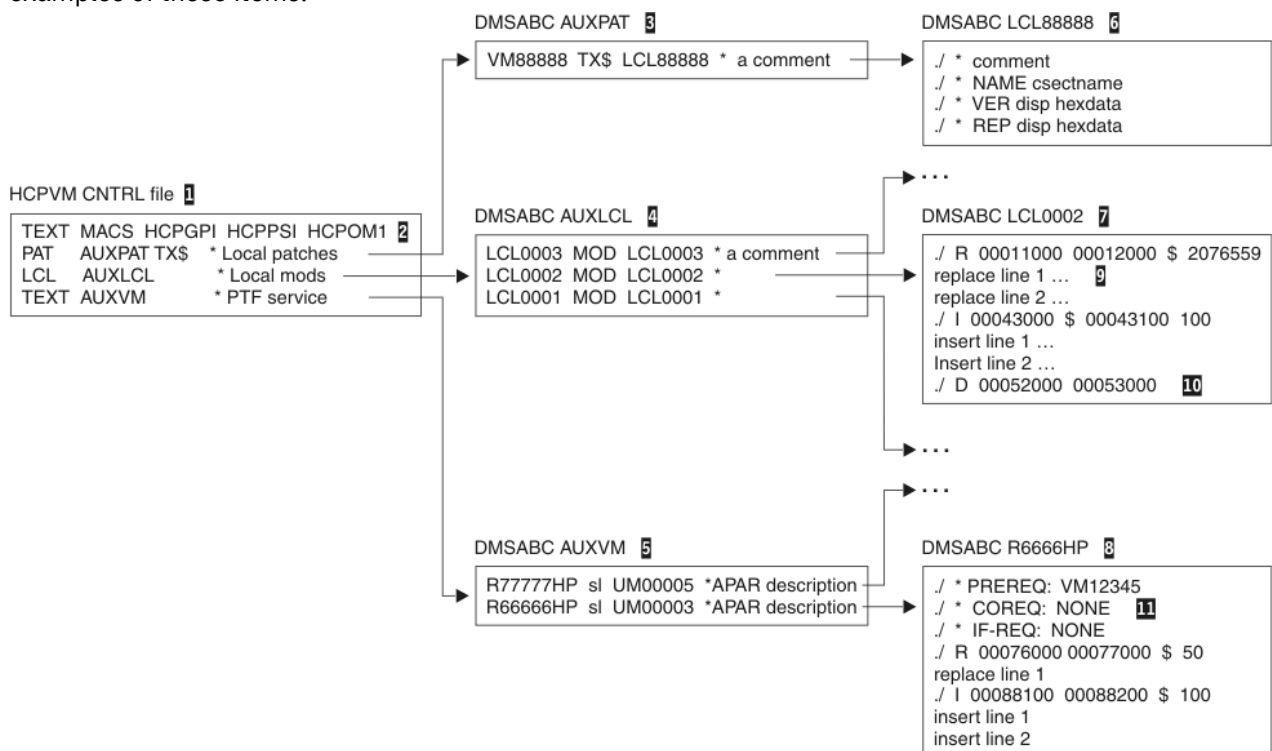 DMSABC AUXPAT 3
VM88888 TX$ LCL88888 * a comment
DMSABC LCL88888 6
./ * comment
./ * NAME csectname
./ * VER disp hexdata
./ * REP disp hexdata
HCPVM CNTRL file 1
TEXT MACS HCPGPI HCPPSI HCPOM1 2
PAT AUXPAT TX$ * Local patches
LCL AUXLCL * Local mods
TEXT AUXVM * PTF service
...
DMSABC AUXLCL 4
LCL0003 MOD LCL0003 * a comment
LCL0002 MOD LCL0002 *
LCL0001 MOD LCL0001 *
DMSABC LCL0002 7
./ R 00011000 00012000 $ 2076559
replace line 1 ... 9
replace line 2 ...
./ I 00043000 $ 00043100 100
insert line 1 ...
Insert line 2 ...
./ D 00052000 00053000 10
...
...
DMSABC AUXVM 5
R77777HP sl UM00005 *APAR description
R66666HP sl UM00003 *APAR description
DMSABC R6666HP 8
./ * PREREQ: VM12345
./ * COREQ: NONE 11
./ * IF-REQ: NONE
./ R 00076000 00077000 $ 50
replace line 1
./ I 00088100 00088200 $ 100
insert line 1
insert line 2